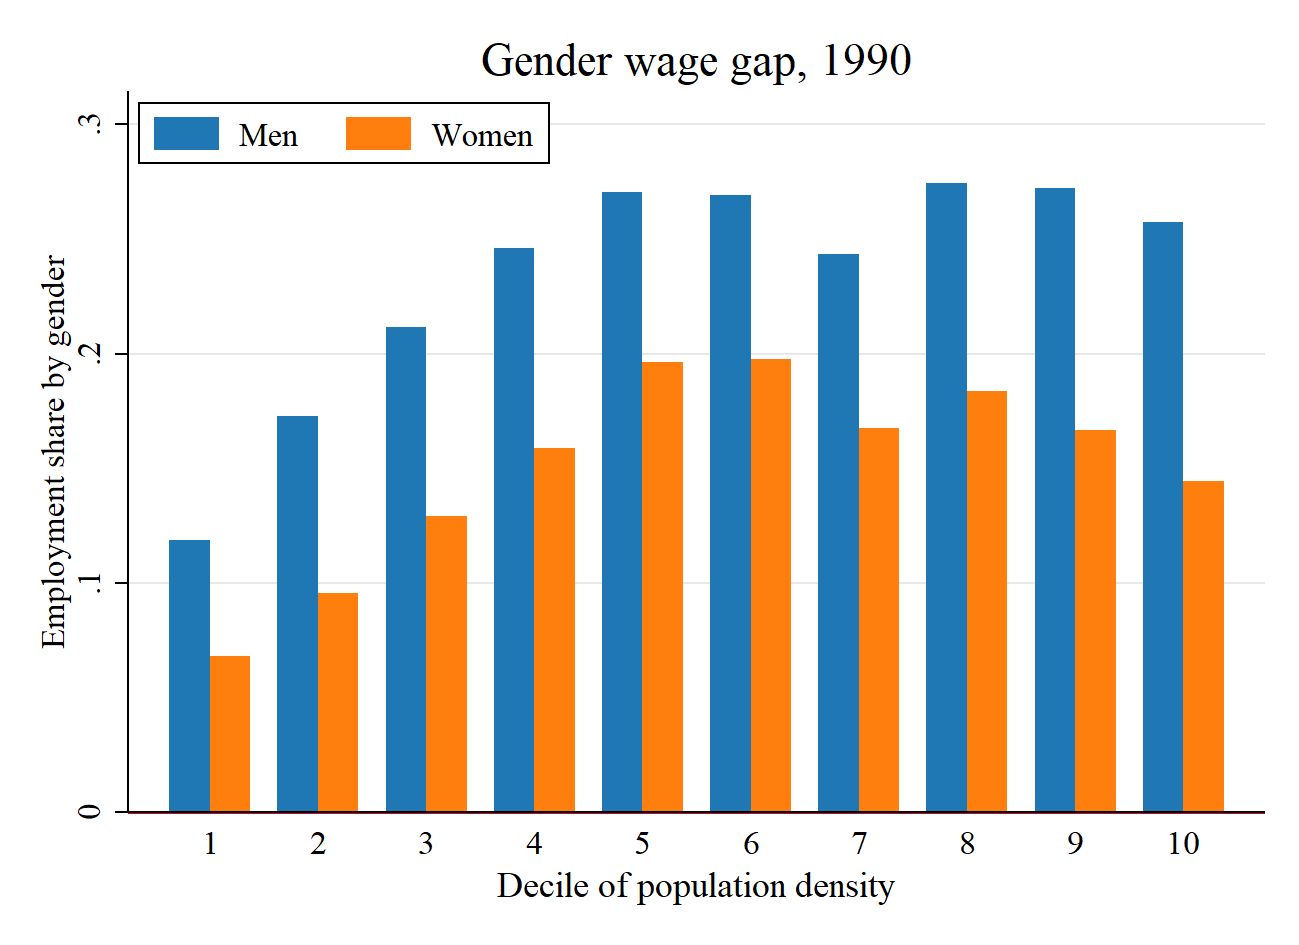 Gender wage gap, 1990
Men Women
Employment share by gender
.3
.2
.1
0
1 2 3 4 5 6 7 8 9 10
Decile of population density